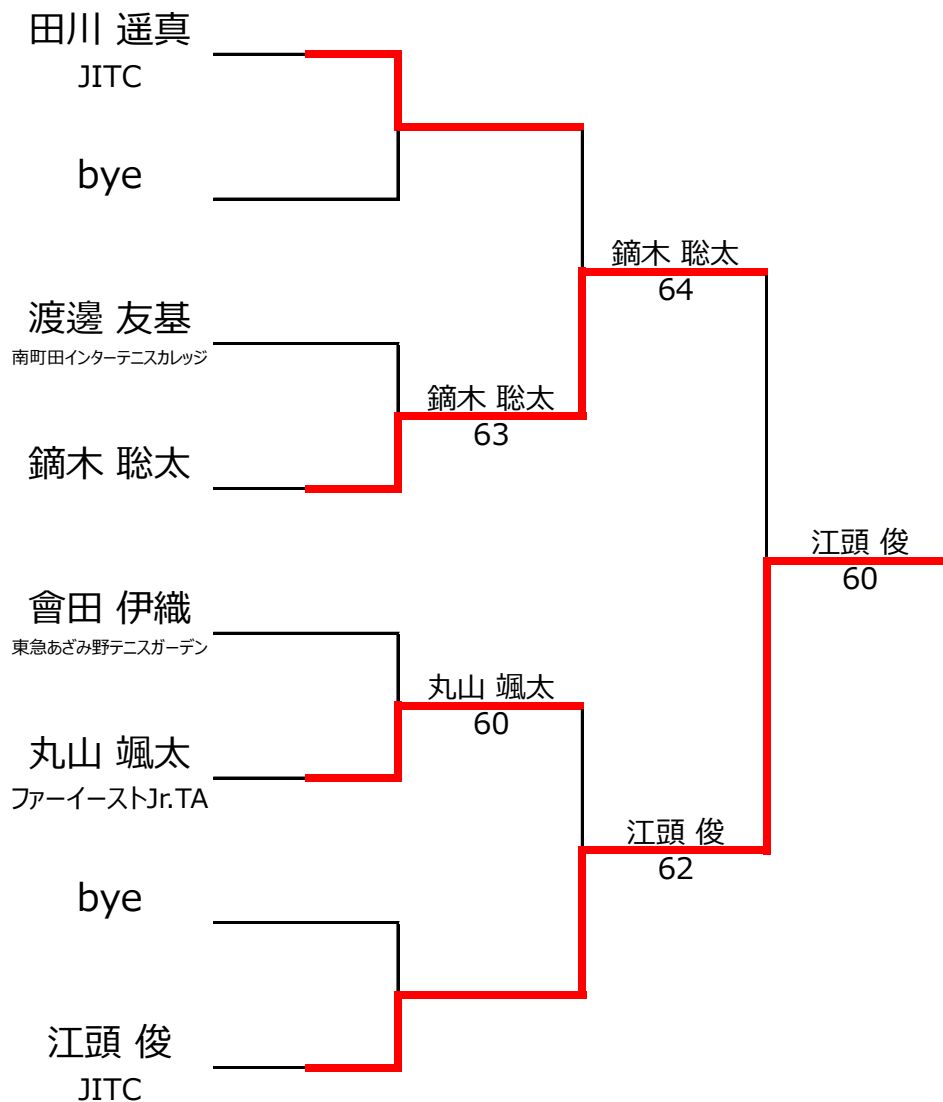 田川 遥真
JITC
bye
渡邊 友基
南町田インターテニスカレッジ
鏑木 聡太
會田 伊織
東急あざみ野テニスガーデン
丸山 颯太
ファーイーストJr.TA
bye
江頭 俊
JITC
鏑木 聡太
63
丸山 颯太
60
鏑木 聡太
64
江頭 俊
62
江頭 俊
60